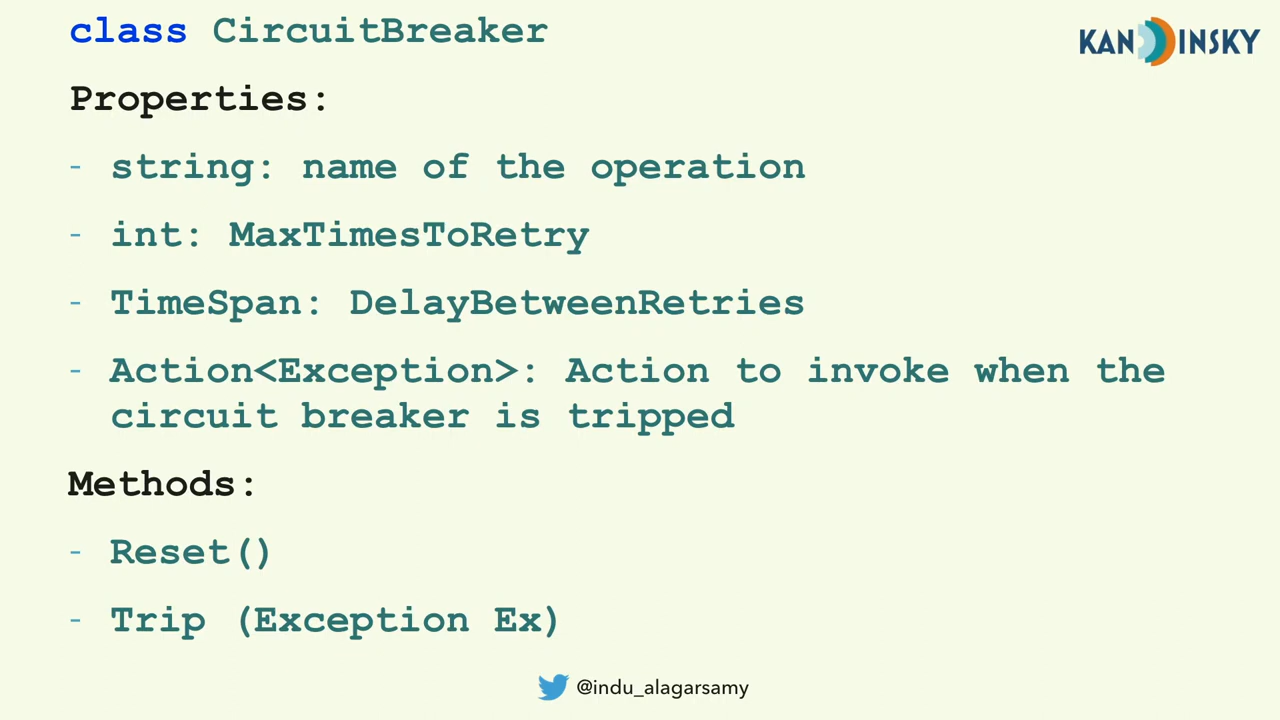 class CircuitBreaker
KANDINSKY
Properties:
- string: name of the operation
- int: MaxTimesToRetry
- TimeSpan: DelayBetweenRetries
- Action<Exception>: Action to invoke when the
circuit breaker is tripped
Methods:
- Reset()
- Trip (Exception Ex)
@indu_alagarsamy